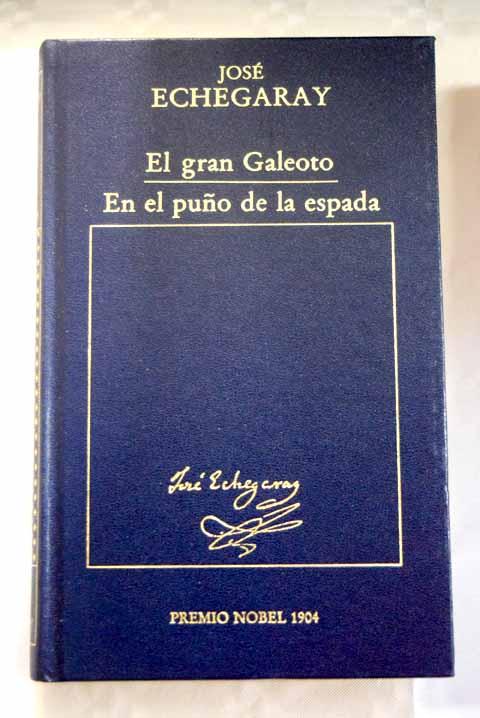 JOSÉ
ECHEGARAY
El gran Galeoto
En el puño de la espada
José Echegaray
PREMIO NOBEL 1904